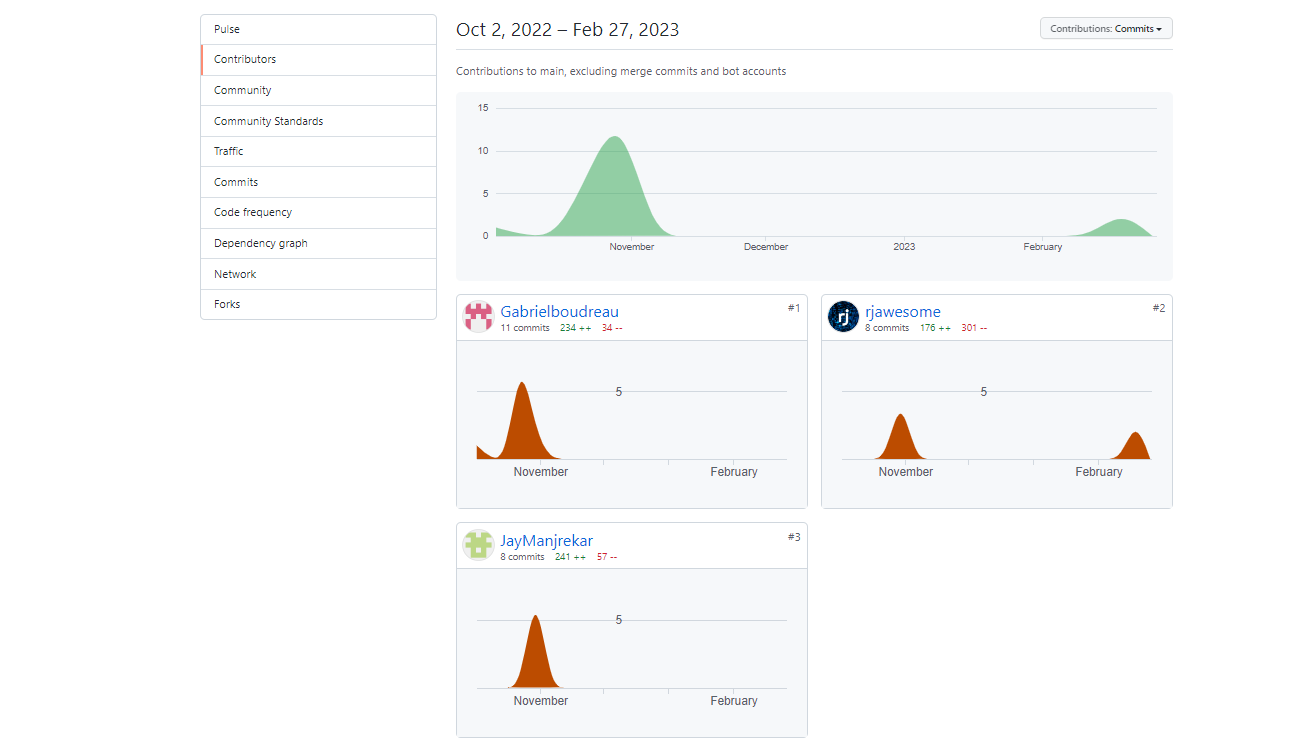 Pulse
Contributors
Community
Community Standards
Traffic
Commits
Code frequency
Dependency graph
Network
Forks
Oct 2, 2022 – Feb 27, 2023
Contributions: Commits
Contributions to main, excluding merge commits and bot accounts
15
10
5
0
November December 2023 February
Gabrielboudreau #1
11 commits 234 ++ 34 --
5
November February
rj
rjawesome #2
8 commits 176 ++ 301 --
5
November February
JayManjrekar #3
8 commits 241 ++ 57 --
5
November February